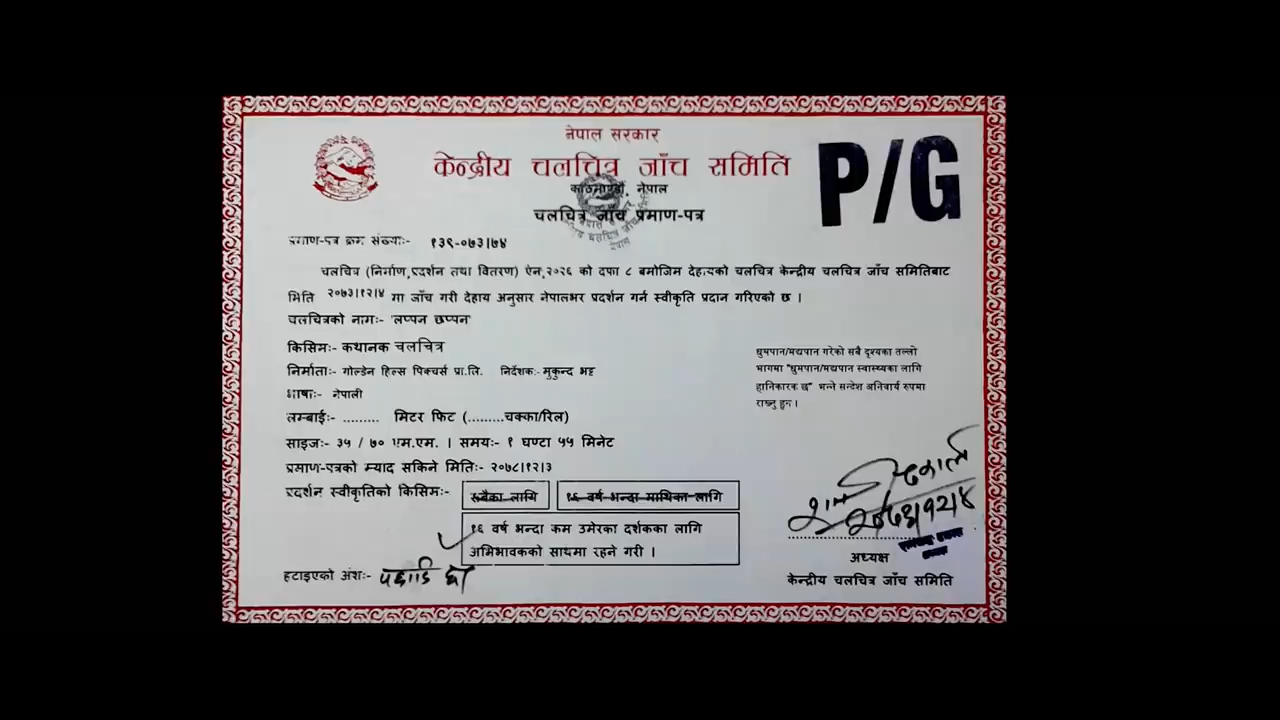 नेपाल सरकार
केन्द्रीय चलचित्र जाँच समिति
P/G
काठमाण्डौ, नेपाल
चलचित्र जाँच प्रमाण-पत्र
प्रमाण-पत्र क्रम संख्याः- १३९-०७३।७४
चलचित्र (निर्माण,प्रदर्शन तथा वितरण) ऐन,२०२६ को दफा ८ बमोजिम देहायको चलचित्र केन्द्रीय चलचित्र जाँच समितिबाट
मिति २०७३।१२।४ मा जाँच गरी देहाय अनुसार नेपालभर प्रदर्शन गर्न स्वीकृति प्रदान गरिएको छ ।
चलचित्रको नामः- 'लप्पन छप्पन'
किसिमः- कथानक चलचित्र
निर्माताः- गोल्डेन हिल्स पिक्चर्स प्रा.लि. निर्देशकः- मुकुन्द भट्ट
भाषाः- नेपाली
लम्बाईः- ......... मिटर फिट (.........चक्का/रिल)
साइजः- ३५ / ७० एम.एम. । समयः- १ घण्टा ५५ मिनेट
प्रमाण-पत्रको म्याद सकिने मितिः- २०७८।१२।३
प्रदर्शन स्वीकृतिको किसिमः- सबैका लागि १६ वर्ष भन्दा माथिका लागि
१६ वर्ष भन्दा कम उमेरका दर्शकका लागि
अभिभावकको साथमा रहने गरी ।
हटाइएको अंशः- पछाडि छ
धुमपान/मद्यपान गरेको सबै दृश्यका तल्लो
भागमा "धुमपान/मद्यपान स्वास्थ्यका लागि
हानिकारक छ" भन्ने सन्देश अनिवार्य रुपमा
राख्नु हुन ।
२०७३/१२/४
अध्यक्ष
केन्द्रीय चलचित्र जाँच समिति